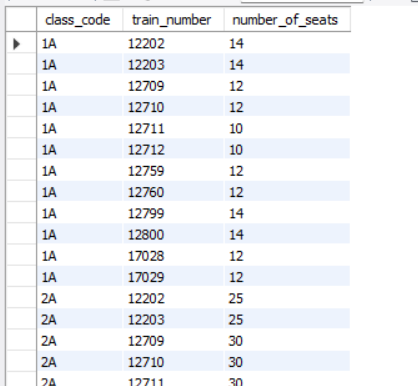 class_code train_number number_of_seats
1A 12202 14
1A 12203 14
1A 12709 12
1A 12710 12
1A 12711 10
1A 12712 10
1A 12759 12
1A 12760 12
1A 12799 14
1A 12800 14
1A 17028 12
1A 17029 12
2A 12202 25
2A 12203 25
2A 12709 30
2A 12710 30
2A 12711 30